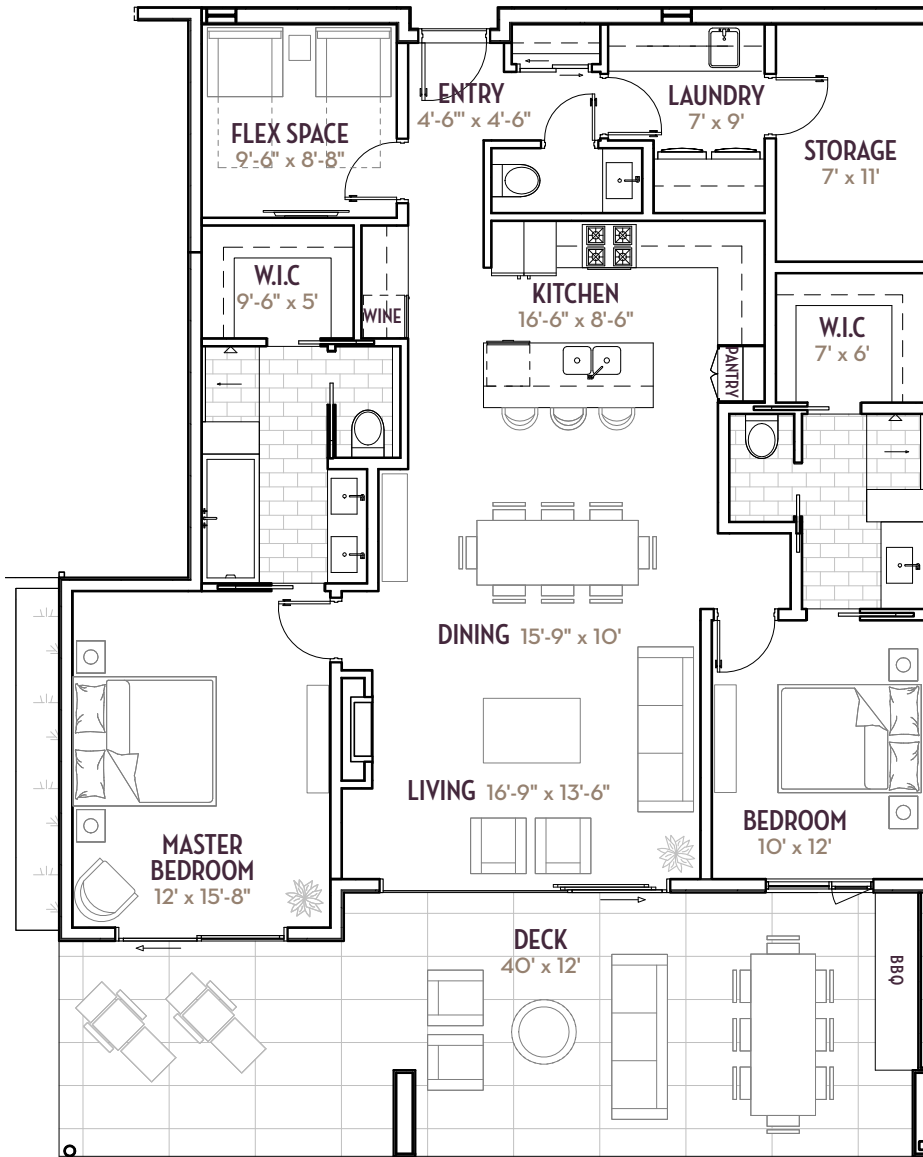 ENTRY
4'-6"' x 4'-6"
LAUNDRY
7' x 9'
FLEX SPACE
9'-6" x 8'-8"
STORAGE
7' x 11'
W.I.C
9'-6" x 5'
WINE
KITCHEN
16'-6" x 8'-6"
PANTRY
W.I.C
7' x 6'
DINING 15'-9" x 10'
LIVING 16'-9" x 13'-6"
MASTER
BEDROOM
12' x 15'-8"
BEDROOM
10' x 12'
DECK
40' x 12'
BBQ